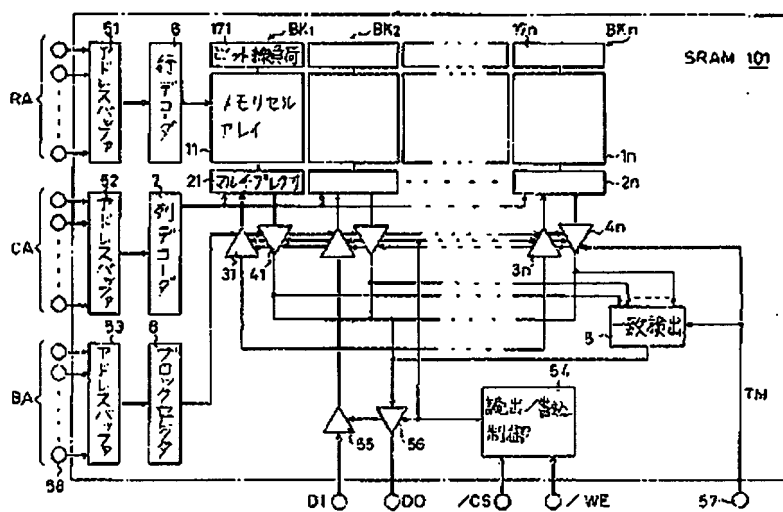 51 6 171 BK1 BK2 17n BKn
SRAM 101
RA
アドレスバッファ
行デコーダ
ビット線負荷
メモリセル
アレイ
11
1n
52 7 21
マルチプレクサ
2n
CA
アドレスバッファ
列デコーダ
31 41 3n 4n
53
一致検出
BA
アドレスバッファ
ブロックセレクタ
54
読出/書込
制御
TM
55 56
58
DI DO /CS /WE 57